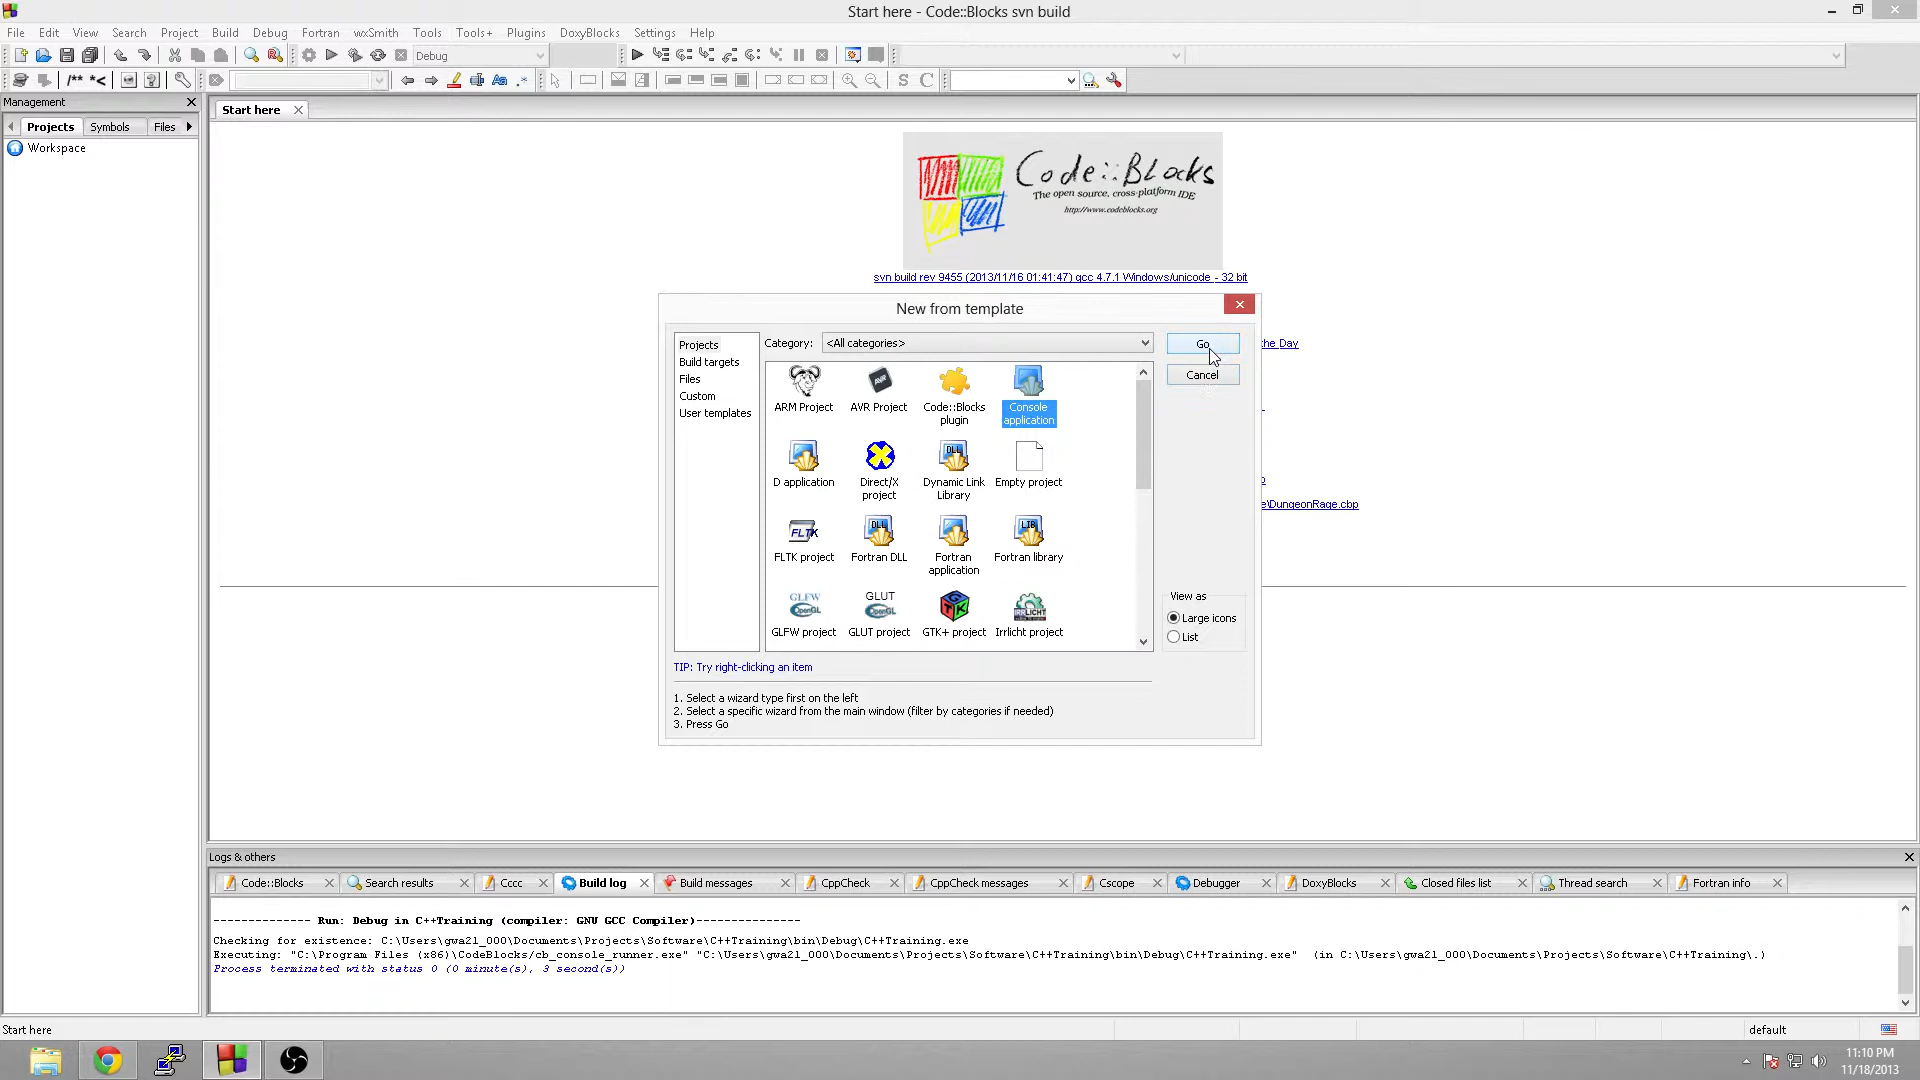 Start here - Code::Blocks svn build
File Edit View Search Project Build Debug Fortran wxSmith Tools Tools+ Plugins DoxyBlocks Settings Help
Debug
/** *< Aa .* S C
Management
Start here
Projects Symbols Files
Workspace
Code::Blocks
The open source, cross-platform IDE
http://www.codeblocks.org
svn build rev 9455 (2013/11/16 01:41:47) gcc 4.7.1 Windows/unicode - 32 bit
New from template
Projects
Build targets
Files
Custom
User templates
Category: <All categories>
Go
Cancel
the Day
ARM Project AVR Project Code::Blocks plugin Console application
D application Direct/X project Dynamic Link Library Empty project
e\DungeonRage.cbp
FLTK project Fortran DLL Fortran application Fortran library
GLFW project GLUT project GTK+ project Irrlicht project
View as
Large icons
List
TIP: Try right-clicking an item
1. Select a wizard type first on the left
2. Select a specific wizard from the main window (filter by categories if needed)
3. Press Go
Logs & others
Code::Blocks Search results Cccc Build log Build messages CppCheck CppCheck messages Cscope Debugger DoxyBlocks Closed files list Thread search Fortran info
-------------- Run: Debug in C++Training (compiler: GNU GCC Compiler)---------------
Checking for existence: C:\Users\gwa21_000\Documents\Projects\Software\C++Training\bin\Debug\C++Training.exe
Executing: "C:\Program Files (x86)\CodeBlocks/cb_console_runner.exe" "C:\Users\gwa21_000\Documents\Projects\Software\C++Training\bin\Debug\C++Training.exe"  (in C:\Users\gwa21_000\Documents\Projects\Software\C++Training\.)
Process terminated with status 0 (0 minute(s), 3 second(s))
Start here
default
11:10 PM
11/18/2013